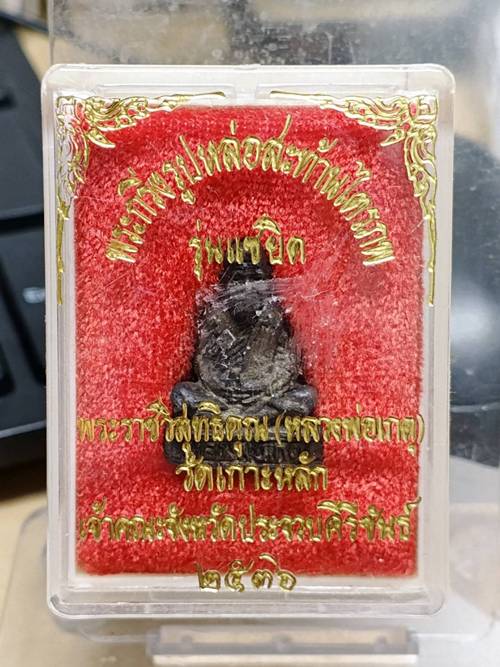 พระกริ่งรูปหล่อสะท้านไตรภพ
รุ่นแซยิด
พระราชวิสุทธิคุณ (หลวงพ่อเกตุ)
วัดเกาะหลัก
เจ้าคณะจังหวัดประจวบคิรีขันธ์
๒๕๓๖